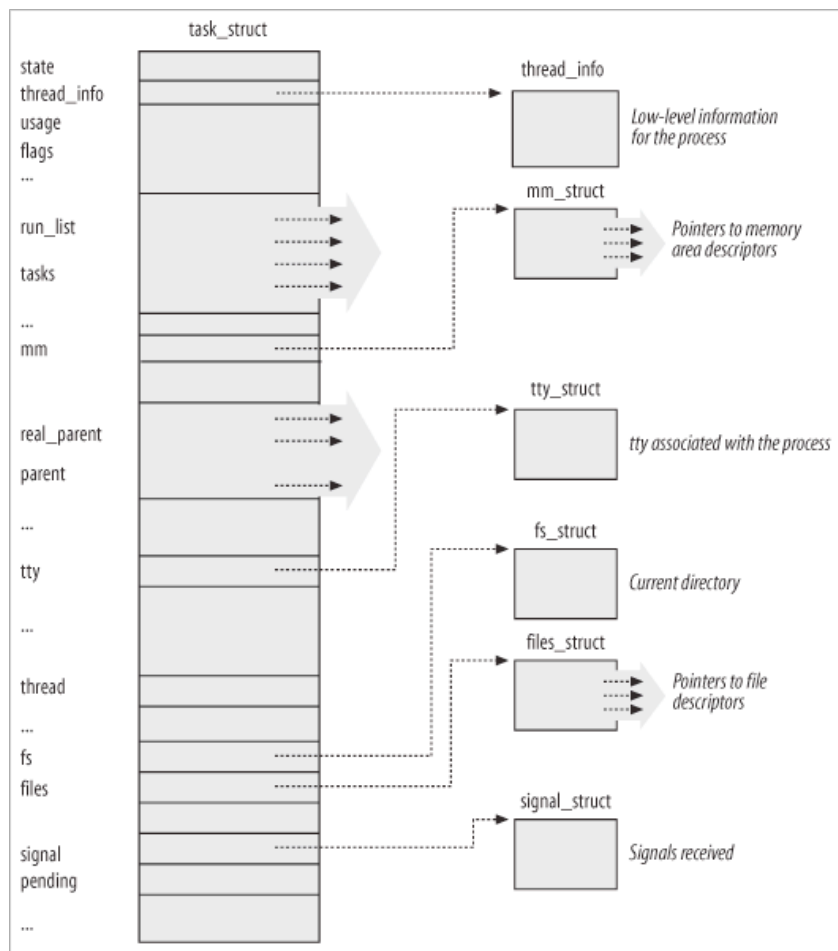 task_struct
state
thread_info
usage
flags
...
run_list
tasks
...
mm
real_parent
parent
...
tty
...
thread
...
fs
files
signal
pending
...
thread_info
Low-level information
for the process
mm_struct
Pointers to memory
area descriptors
tty_struct
tty associated with the process
fs_struct
Current directory
files_struct
Pointers to file
descriptors
signal_struct
Signals received